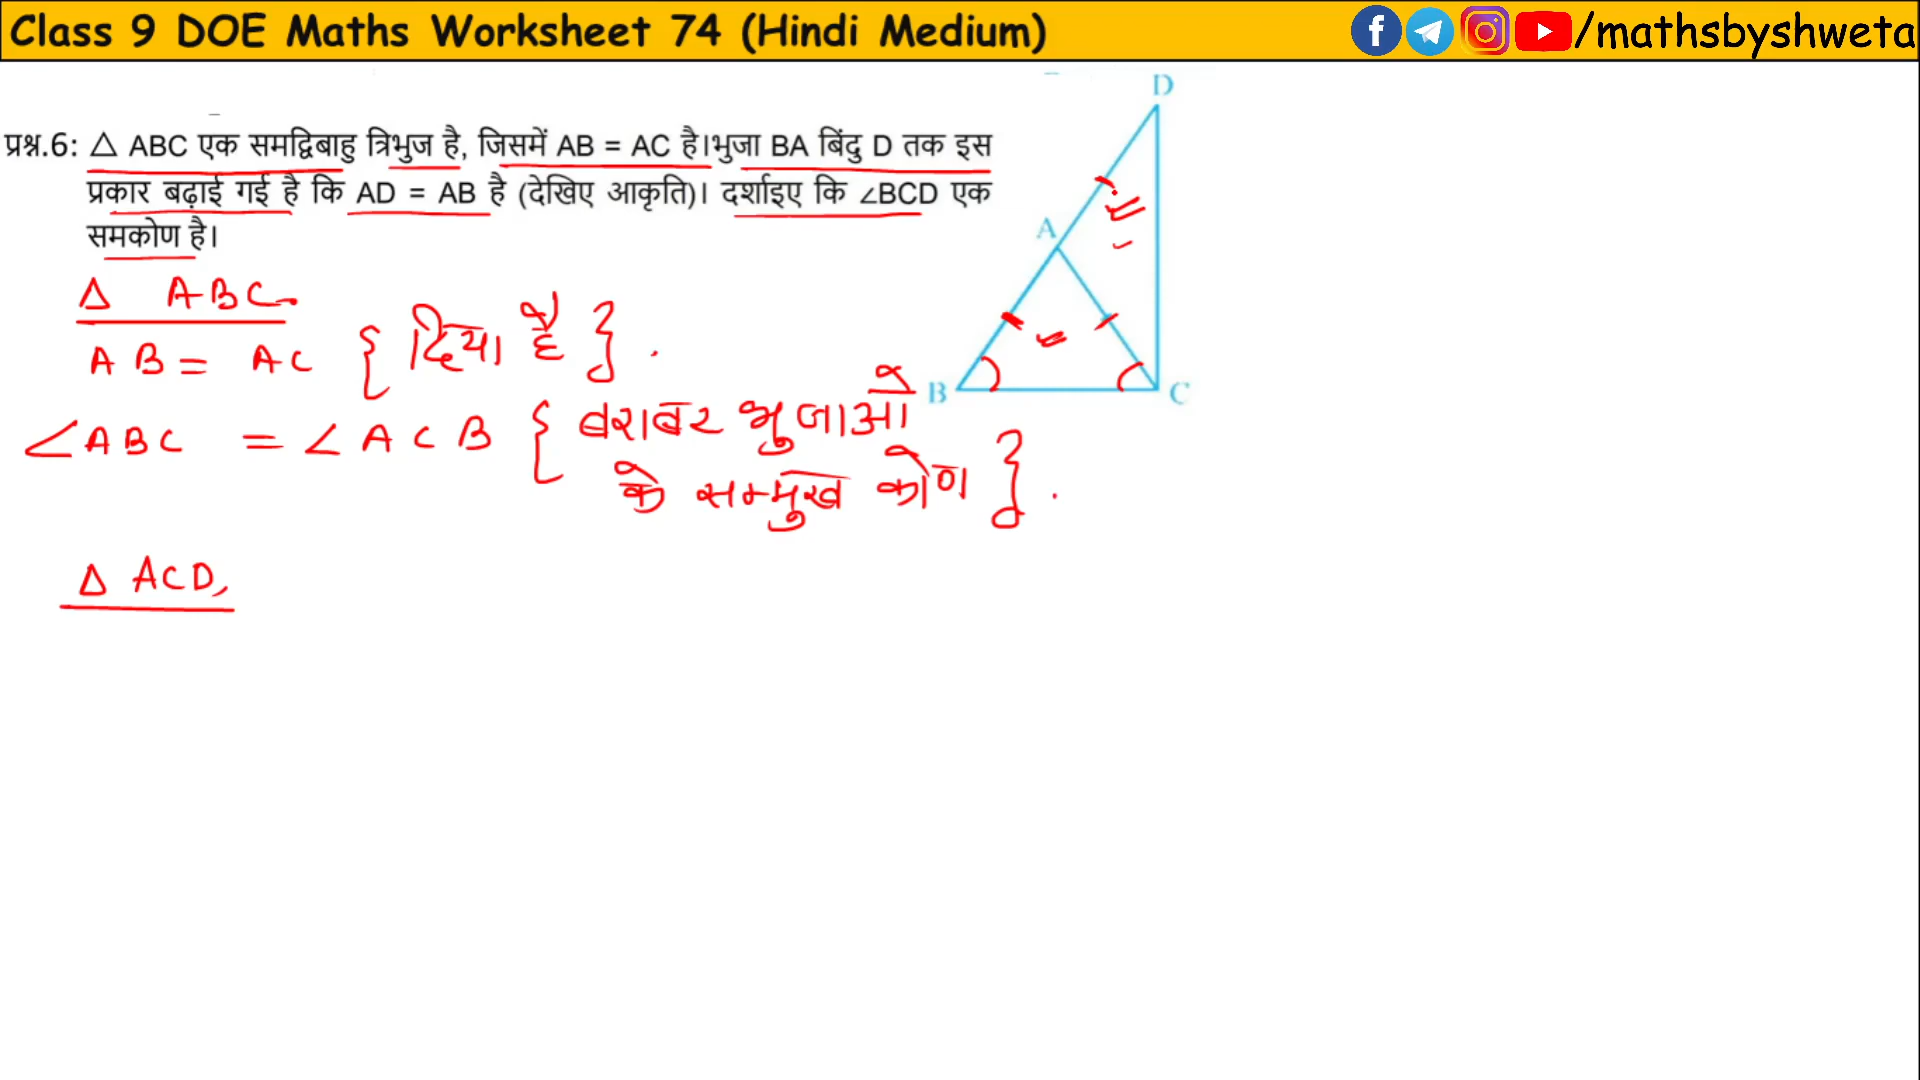 Class 9 DOE Maths Worksheet 74 (Hindi Medium)
/mathsbyshweta
प्रश्न.6: △ ABC एक समद्विबाहु त्रिभुज है, जिसमें AB = AC है।भुजा BA बिंदु D तक इस
प्रकार बढ़ाई गई है कि AD = AB है (देखिए आकृति)। दर्शाइए कि ∠BCD एक
समकोण है।
D
A
B
C
△ ABC
AB = AC { दिया है } .
∠ABC = ∠ACB { बराबर भुजाओं
के सम्मुख कोण } .
△ ACD,